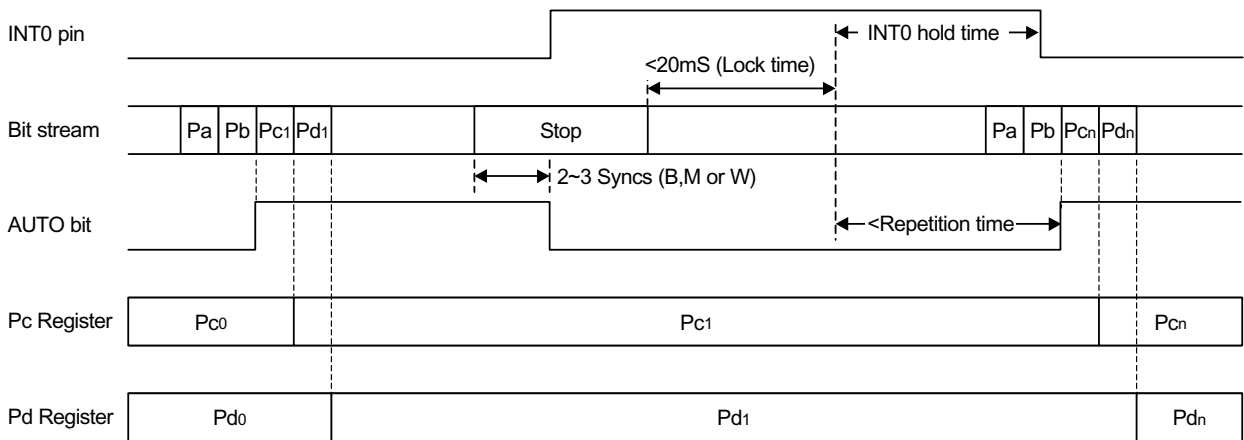 INT0 pin
INT0 hold time
<20mS (Lock time)
Bit stream
Pa Pb Pc1 Pd1 Stop Pa Pb Pcn Pdn
2~3 Syncs (B,M or W)
AUTO bit
<Repetition time
Pc Register Pc0 Pc1 Pcn
Pd Register Pd0 Pd1 Pdn